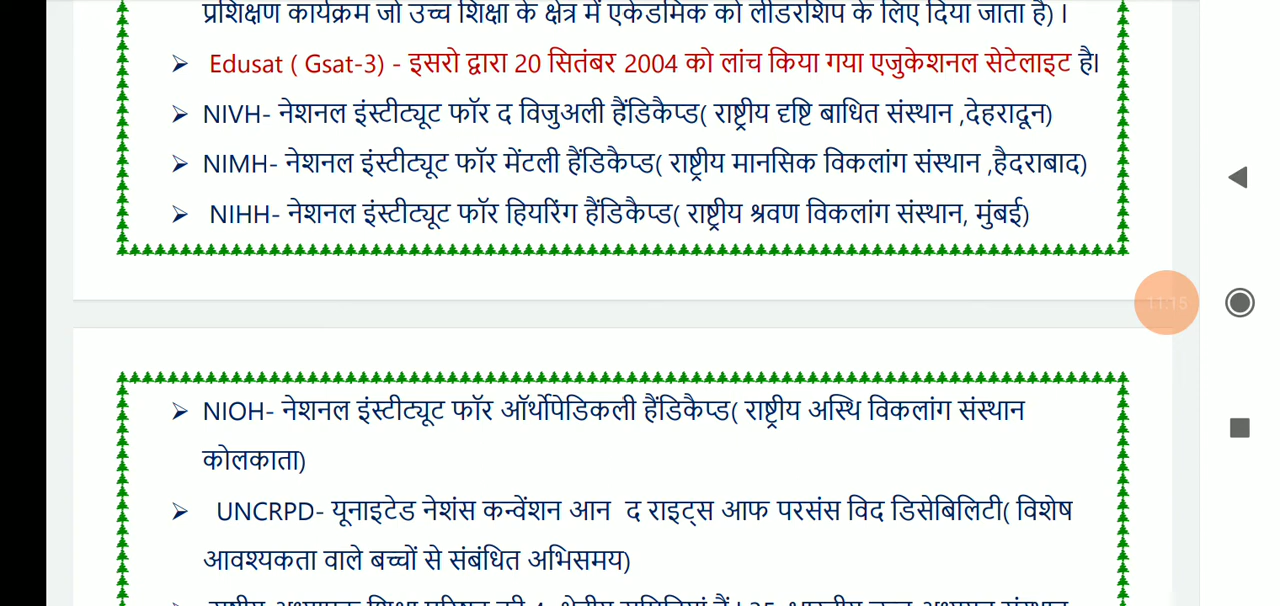 प्रशिक्षण कार्यक्रम जो उच्च शिक्षा के क्षेत्र में एकेडमिक को लीडरशिप के लिए दिया जाता है) ।
➤ Edusat ( Gsat-3) - इसरो द्वारा 20 सितंबर 2004 को लांच किया गया एजुकेशनल सेटेलाइट है।
➤ NIVH- नेशनल इंस्टीट्यूट फॉर द विजुअली हैंडिकैप्ड( राष्ट्रीय दृष्टि बाधित संस्थान ,देहरादून)
➤ NIMH- नेशनल इंस्टीट्यूट फॉर मेंटली हैंडिकैप्ड( राष्ट्रीय मानसिक विकलांग संस्थान ,हैदराबाद)
➤ NIHH- नेशनल इंस्टीट्यूट फॉर हियरिंग हैंडिकैप्ड( राष्ट्रीय श्रवण विकलांग संस्थान, मुंबई)
11:15
➤ NIOH- नेशनल इंस्टीट्यूट फॉर ऑर्थोपेडिकली हैंडिकैप्ड( राष्ट्रीय अस्थि विकलांग संस्थान
कोलकाता)
➤ UNCRPD- यूनाइटेड नेशंस कन्वेंशन आन द राइट्स आफ परसंस विद डिसेबिलिटी( विशेष
आवश्यकता वाले बच्चों से संबंधित अभिसमय)